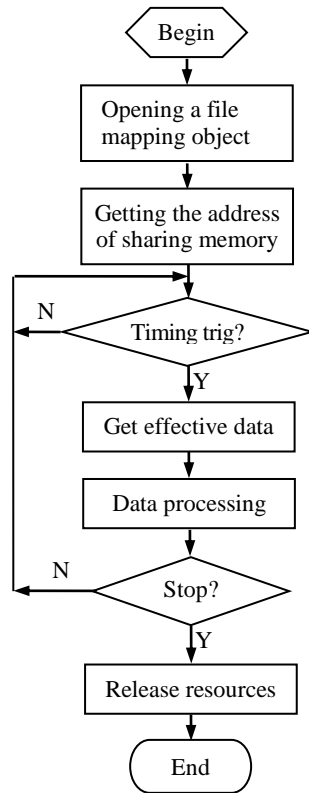 Begin
Opening a file
mapping object
Getting the address
of sharing memory
N
Timing trig?
Y
Get effective data
Data processing
N
Stop?
Y
Release resources
End